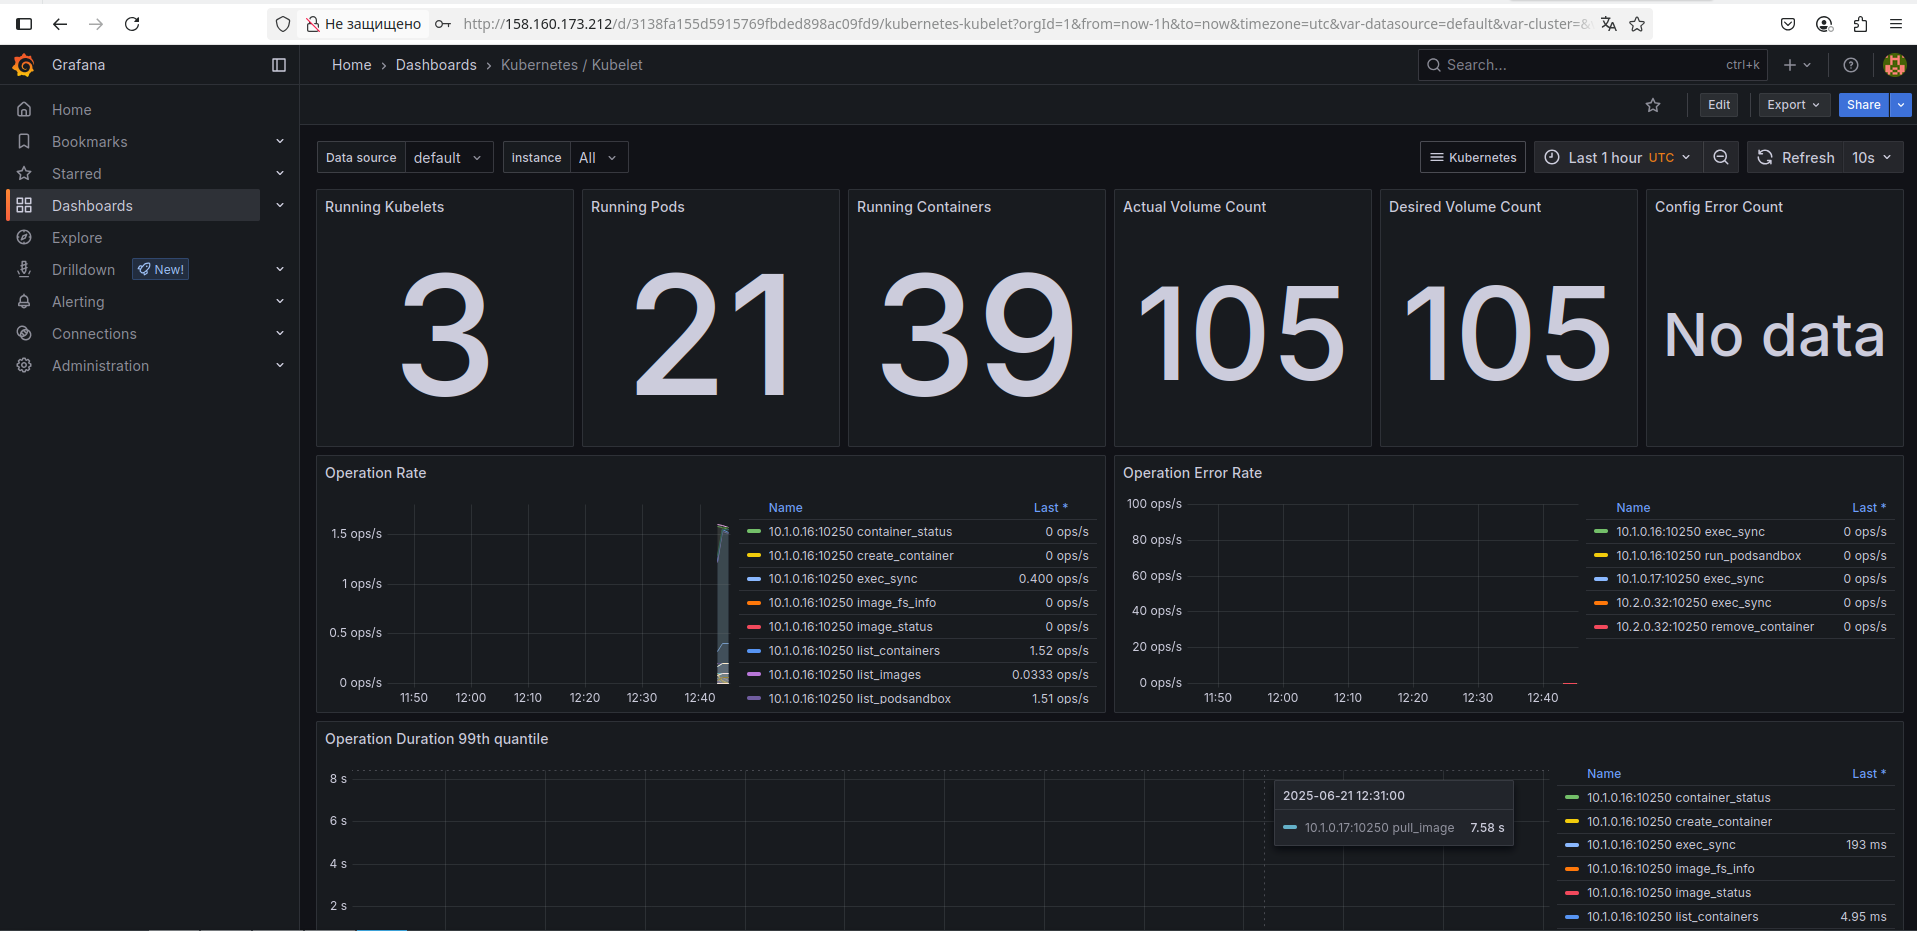 Не защищено
http://158.160.173.212/d/3138fa155d5915769fbded898ac09fd9/kubernetes-kubelet?orgId=1&from=now-1h&to=now&timezone=utc&var-datasource=default&var-cluster=&
Grafana
Home › Dashboards › Kubernetes / Kubelet
Search... ctrl+k
Home
Bookmarks
Starred
Dashboards
Explore
Drilldown New!
Alerting
Connections
Administration
Edit Export Share
Data source default instance All
Kubernetes Last 1 hour UTC Refresh 10s
Running Kubelets
3
Running Pods
21
Running Containers
39
Actual Volume Count
105
Desired Volume Count
105
Config Error Count
No data
Operation Rate
1.5 ops/s
1 ops/s
0.5 ops/s
0 ops/s
11:50 12:00 12:10 12:20 12:30 12:40
Name Last *
10.1.0.16:10250 container_status 0 ops/s
10.1.0.16:10250 create_container 0 ops/s
10.1.0.16:10250 exec_sync 0.400 ops/s
10.1.0.16:10250 image_fs_info 0 ops/s
10.1.0.16:10250 image_status 0 ops/s
10.1.0.16:10250 list_containers 1.52 ops/s
10.1.0.16:10250 list_images 0.0333 ops/s
10.1.0.16:10250 list_podsandbox 1.51 ops/s
Operation Error Rate
100 ops/s
80 ops/s
60 ops/s
40 ops/s
20 ops/s
0 ops/s
11:50 12:00 12:10 12:20 12:30 12:40
Name Last *
10.1.0.16:10250 exec_sync 0 ops/s
10.1.0.16:10250 run_podsandbox 0 ops/s
10.1.0.17:10250 exec_sync 0 ops/s
10.2.0.32:10250 exec_sync 0 ops/s
10.2.0.32:10250 remove_container 0 ops/s
Operation Duration 99th quantile
8 s
6 s
4 s
2 s
2025-06-21 12:31:00
10.1.0.17:10250 pull_image 7.58 s
Name Last *
10.1.0.16:10250 container_status
10.1.0.16:10250 create_container
10.1.0.16:10250 exec_sync 193 ms
10.1.0.16:10250 image_fs_info
10.1.0.16:10250 image_status
10.1.0.16:10250 list_containers 4.95 ms